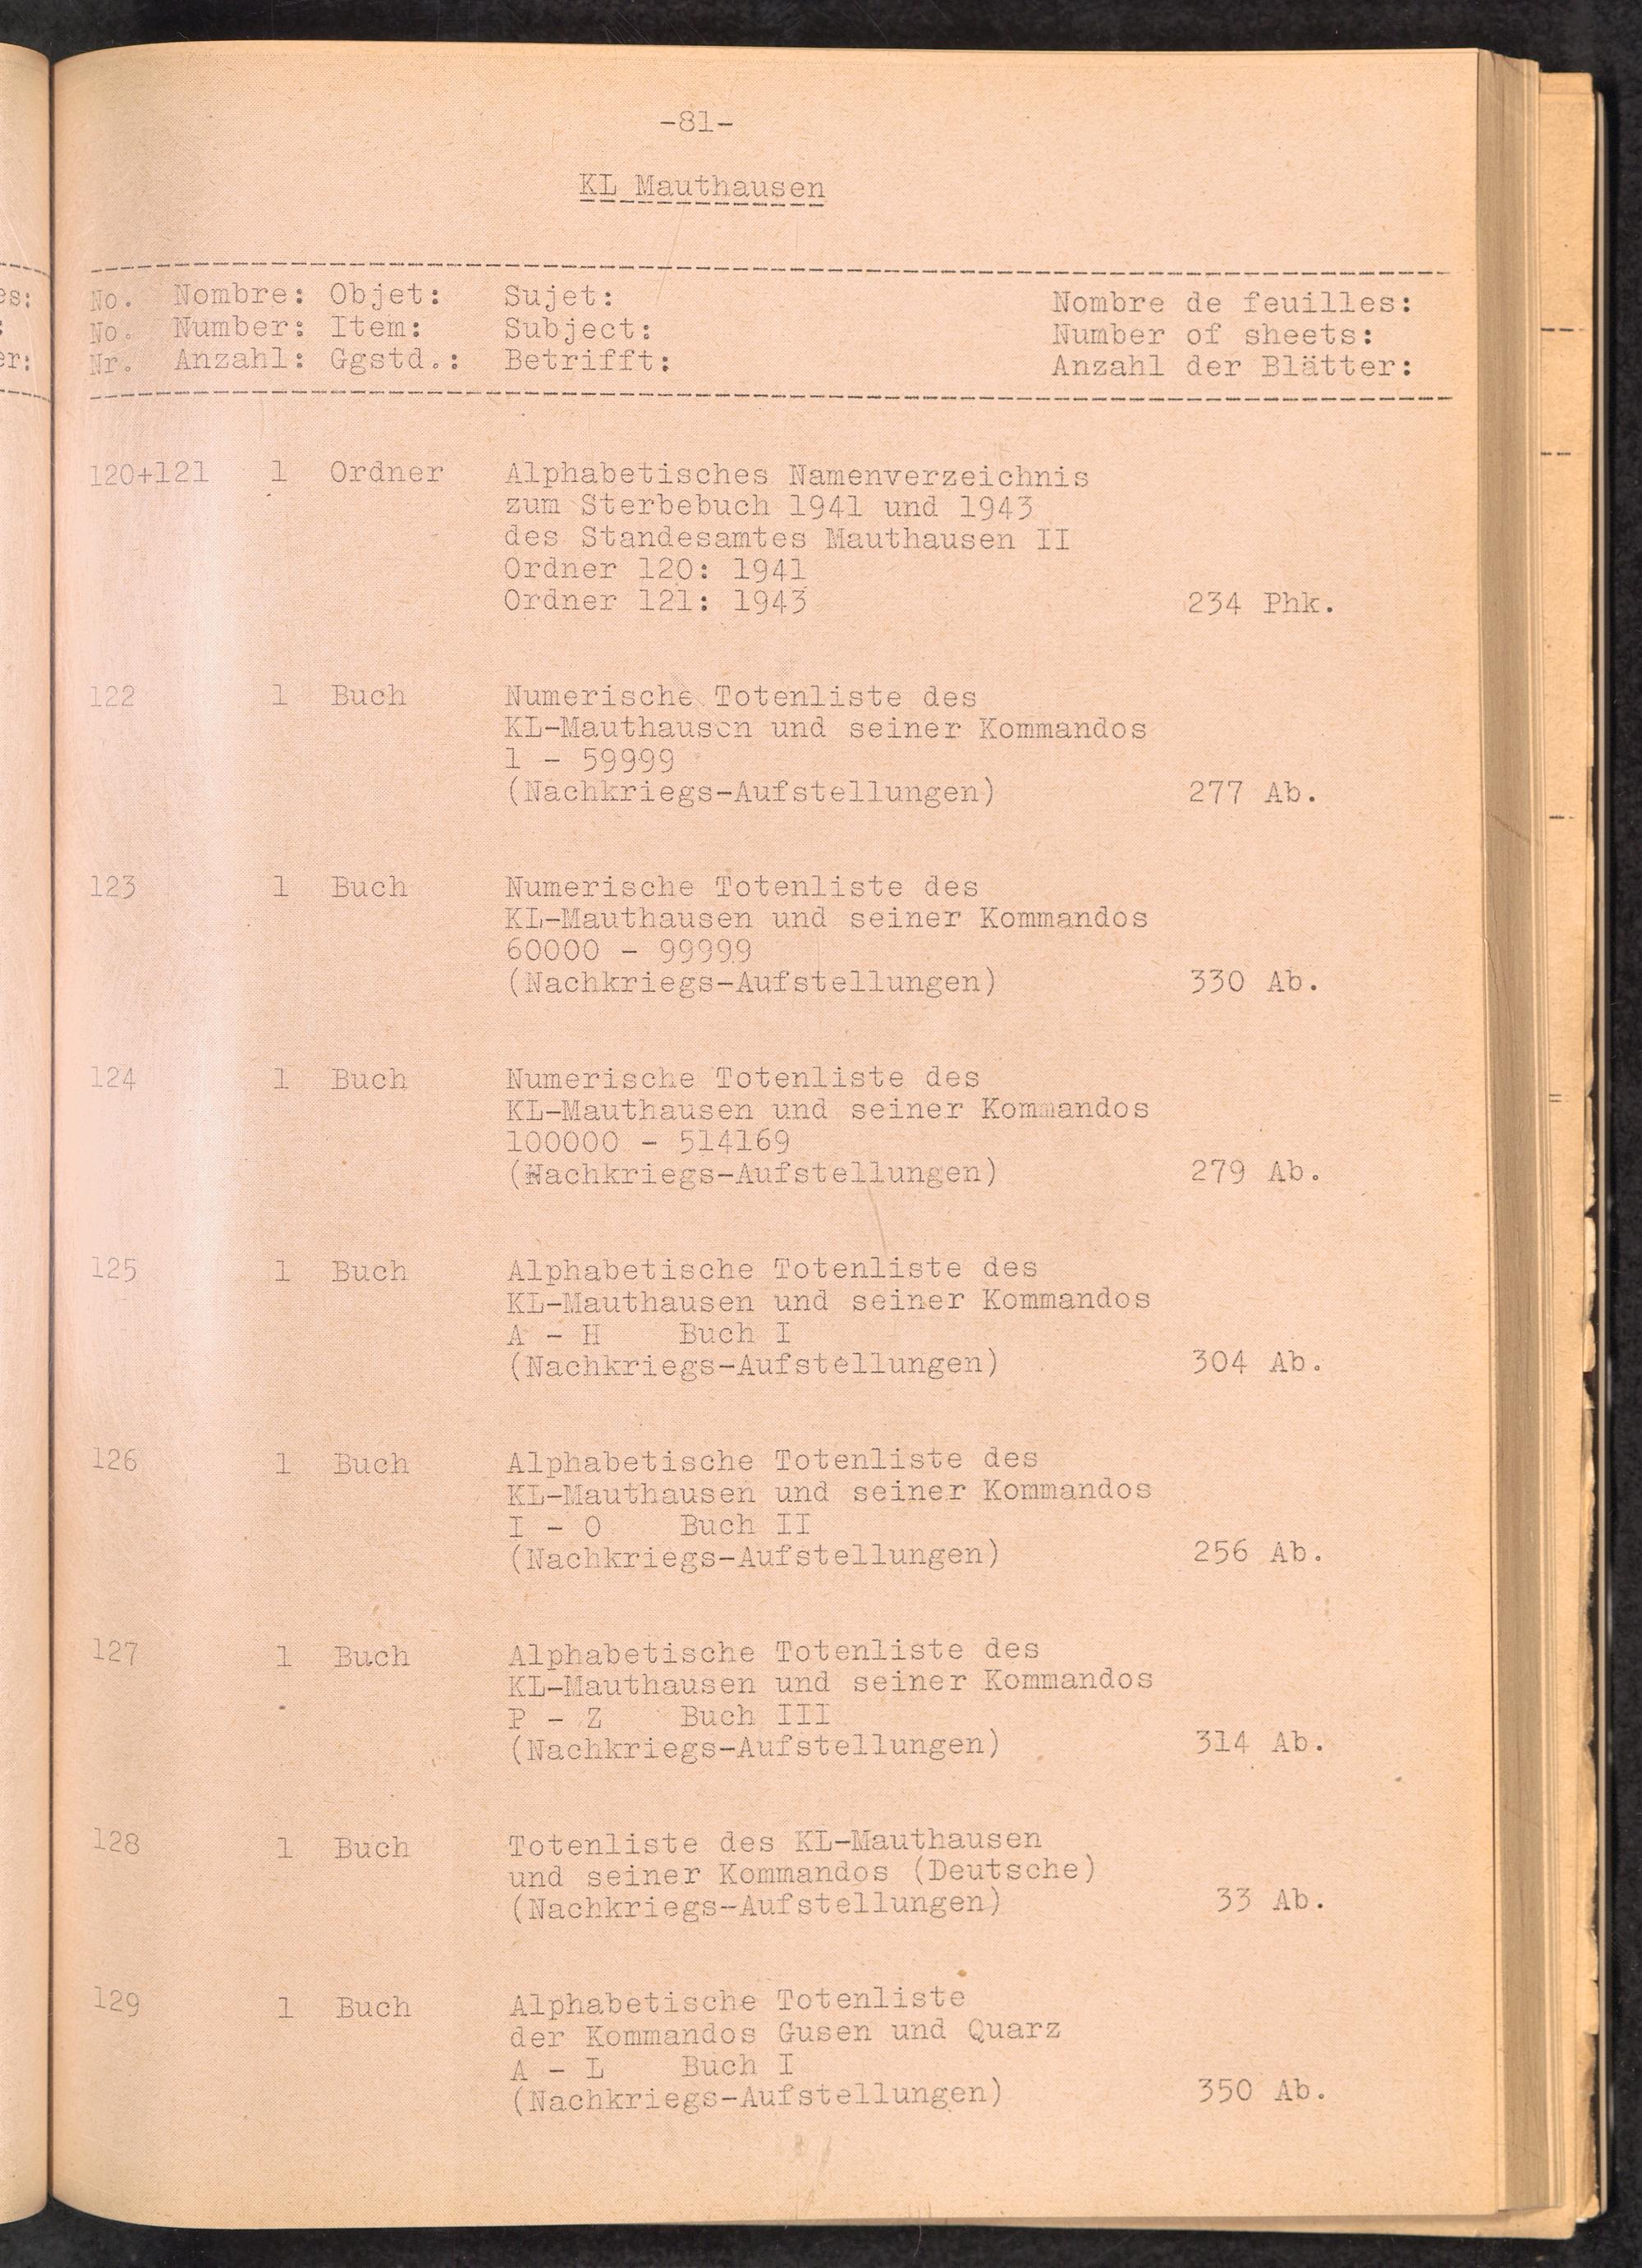 -81-
KL Mauthausen
No. Nombre: Objet: Sujet: Nombre de feuilles:
No. Number: Item: Subject: Number of sheets:
Nr. Anzahl: Ggstd.: Betrifft: Anzahl der Blätter:
120+121 1 Ordner Alphabetisches Namenverzeichnis
zum Sterbebuch 1941 und 1943
des Standesamtes Mauthausen II
Ordner 120: 1941
Ordner 121: 1943 234 Phk.
122 1 Buch Numerische Totenliste des
KL-Mauthausen und seiner Kommandos
1 - 59999
(Nachkriegs-Aufstellungen) 277 Ab.
123 1 Buch Numerische Totenliste des
KL-Mauthausen und seiner Kommandos
60000 - 99999
(Nachkriegs-Aufstellungen) 330 Ab.
124 1 Buch Numerische Totenliste des
KL-Mauthausen und seiner Kommandos
100000 - 514169
(Nachkriegs-Aufstellungen) 279 Ab.
125 1 Buch Alphabetische Totenliste des
KL-Mauthausen und seiner Kommandos
A - H Buch I
(Nachkriegs-Aufstellungen) 304 Ab.
126 1 Buch Alphabetische Totenliste des
KL-Mauthausen und seiner Kommandos
I - O Buch II
(Nachkriegs-Aufstellungen) 256 Ab.
127 1 Buch Alphabetische Totenliste des
KL-Mauthausen und seiner Kommandos
P - Z Buch III
(Nachkriegs-Aufstellungen) 314 Ab.
128 1 Buch Totenliste des KL-Mauthausen
und seiner Kommandos (Deutsche)
(Nachkriegs-Aufstellungen) 33 Ab.
129 1 Buch Alphabetische Totenliste
der Kommandos Gusen und Quarz
A - L Buch I
(Nachkriegs-Aufstellungen) 350 Ab.